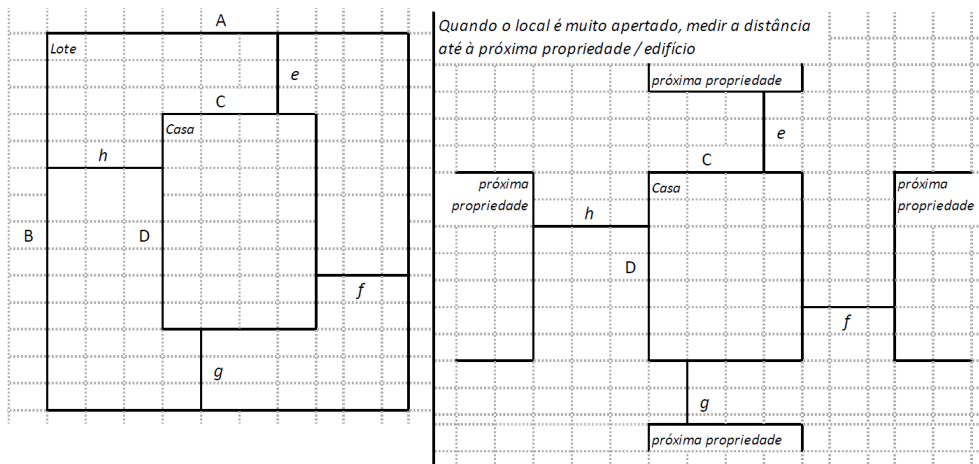 A
Lote
e
C
Casa
h
B
D
f
g
Quando o local é muito apertado, medir a distância
até à próxima propriedade / edifício
próxima propriedade
e
C
próxima
propriedade
Casa
próxima
propriedade
h
D
f
g
próxima propriedade